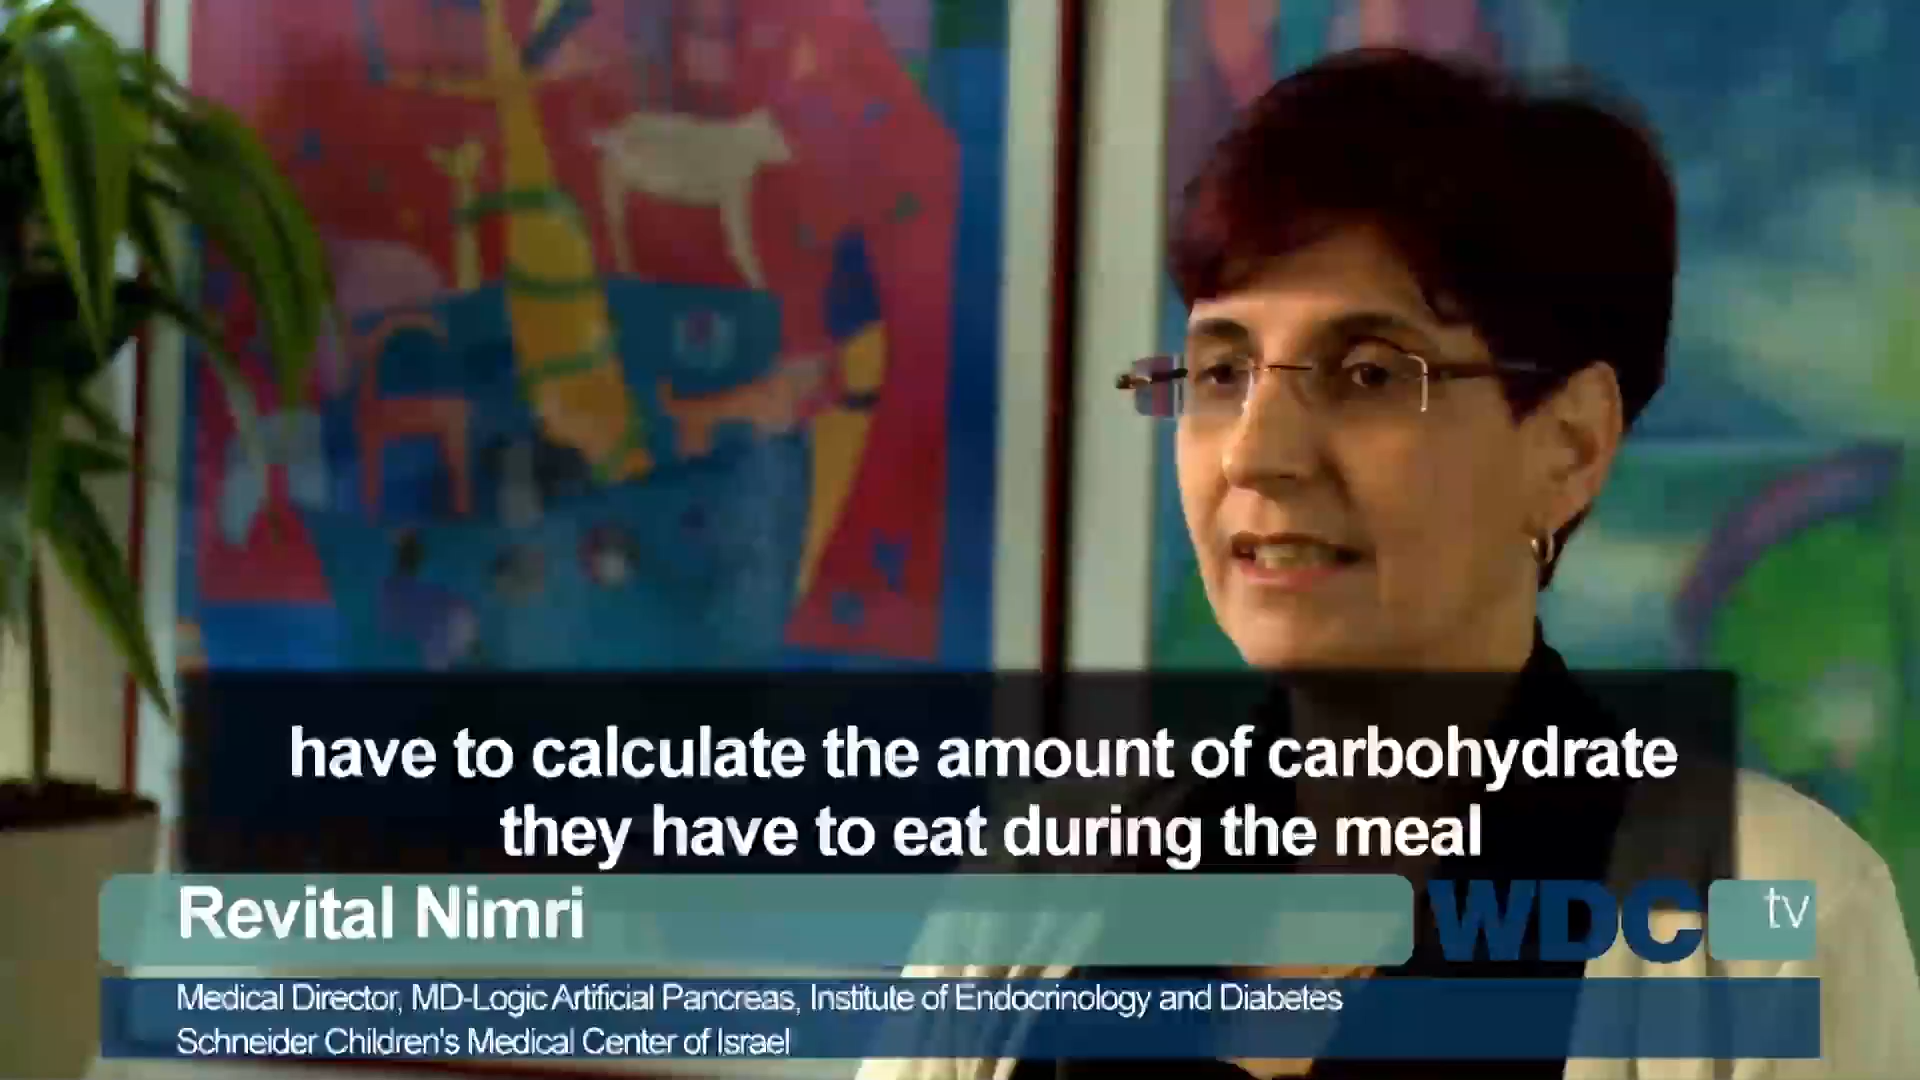 have to calculate the amount of carbohydrate
they have to eat during the meal
Revital Nimri
WDC tv
Medical Director, MD-Logic Artificial Pancreas, Institute of Endocrinology and Diabetes
Schneider Children's Medical Center of Israel